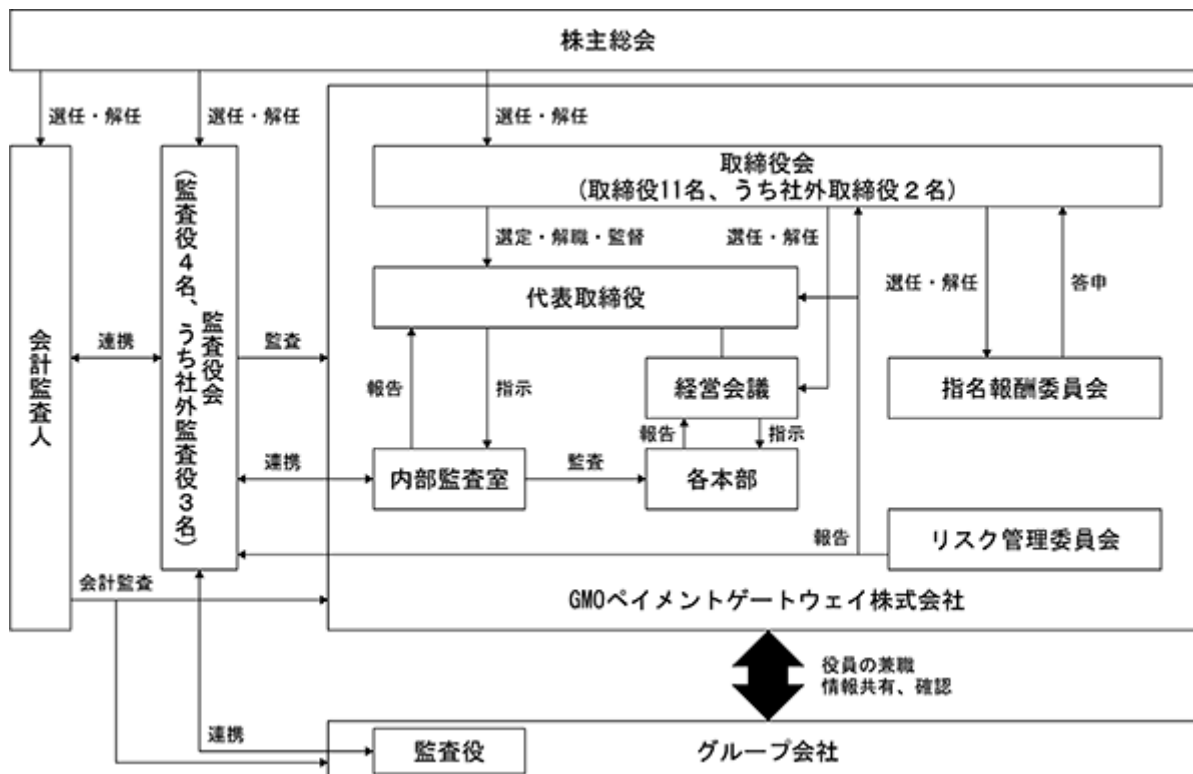 株主総会
選任・解任
選任・解任
選任・解任
取締役会
(取締役11名、うち社外取締役２名)
選定・解職・監督
選任・解任
選任・解任
答申
代表取締役
会計監査人
連携
監査役会
(監査役４名、うち社外監査役３名)
監査
報告
指示
経営会議
指名報酬委員会
報告
指示
連携
内部監査室
監査
各本部
報告
リスク管理委員会
会計監査
GMOペイメントゲートウェイ株式会社
役員の兼職
情報共有、確認
連携
監査役
グループ会社